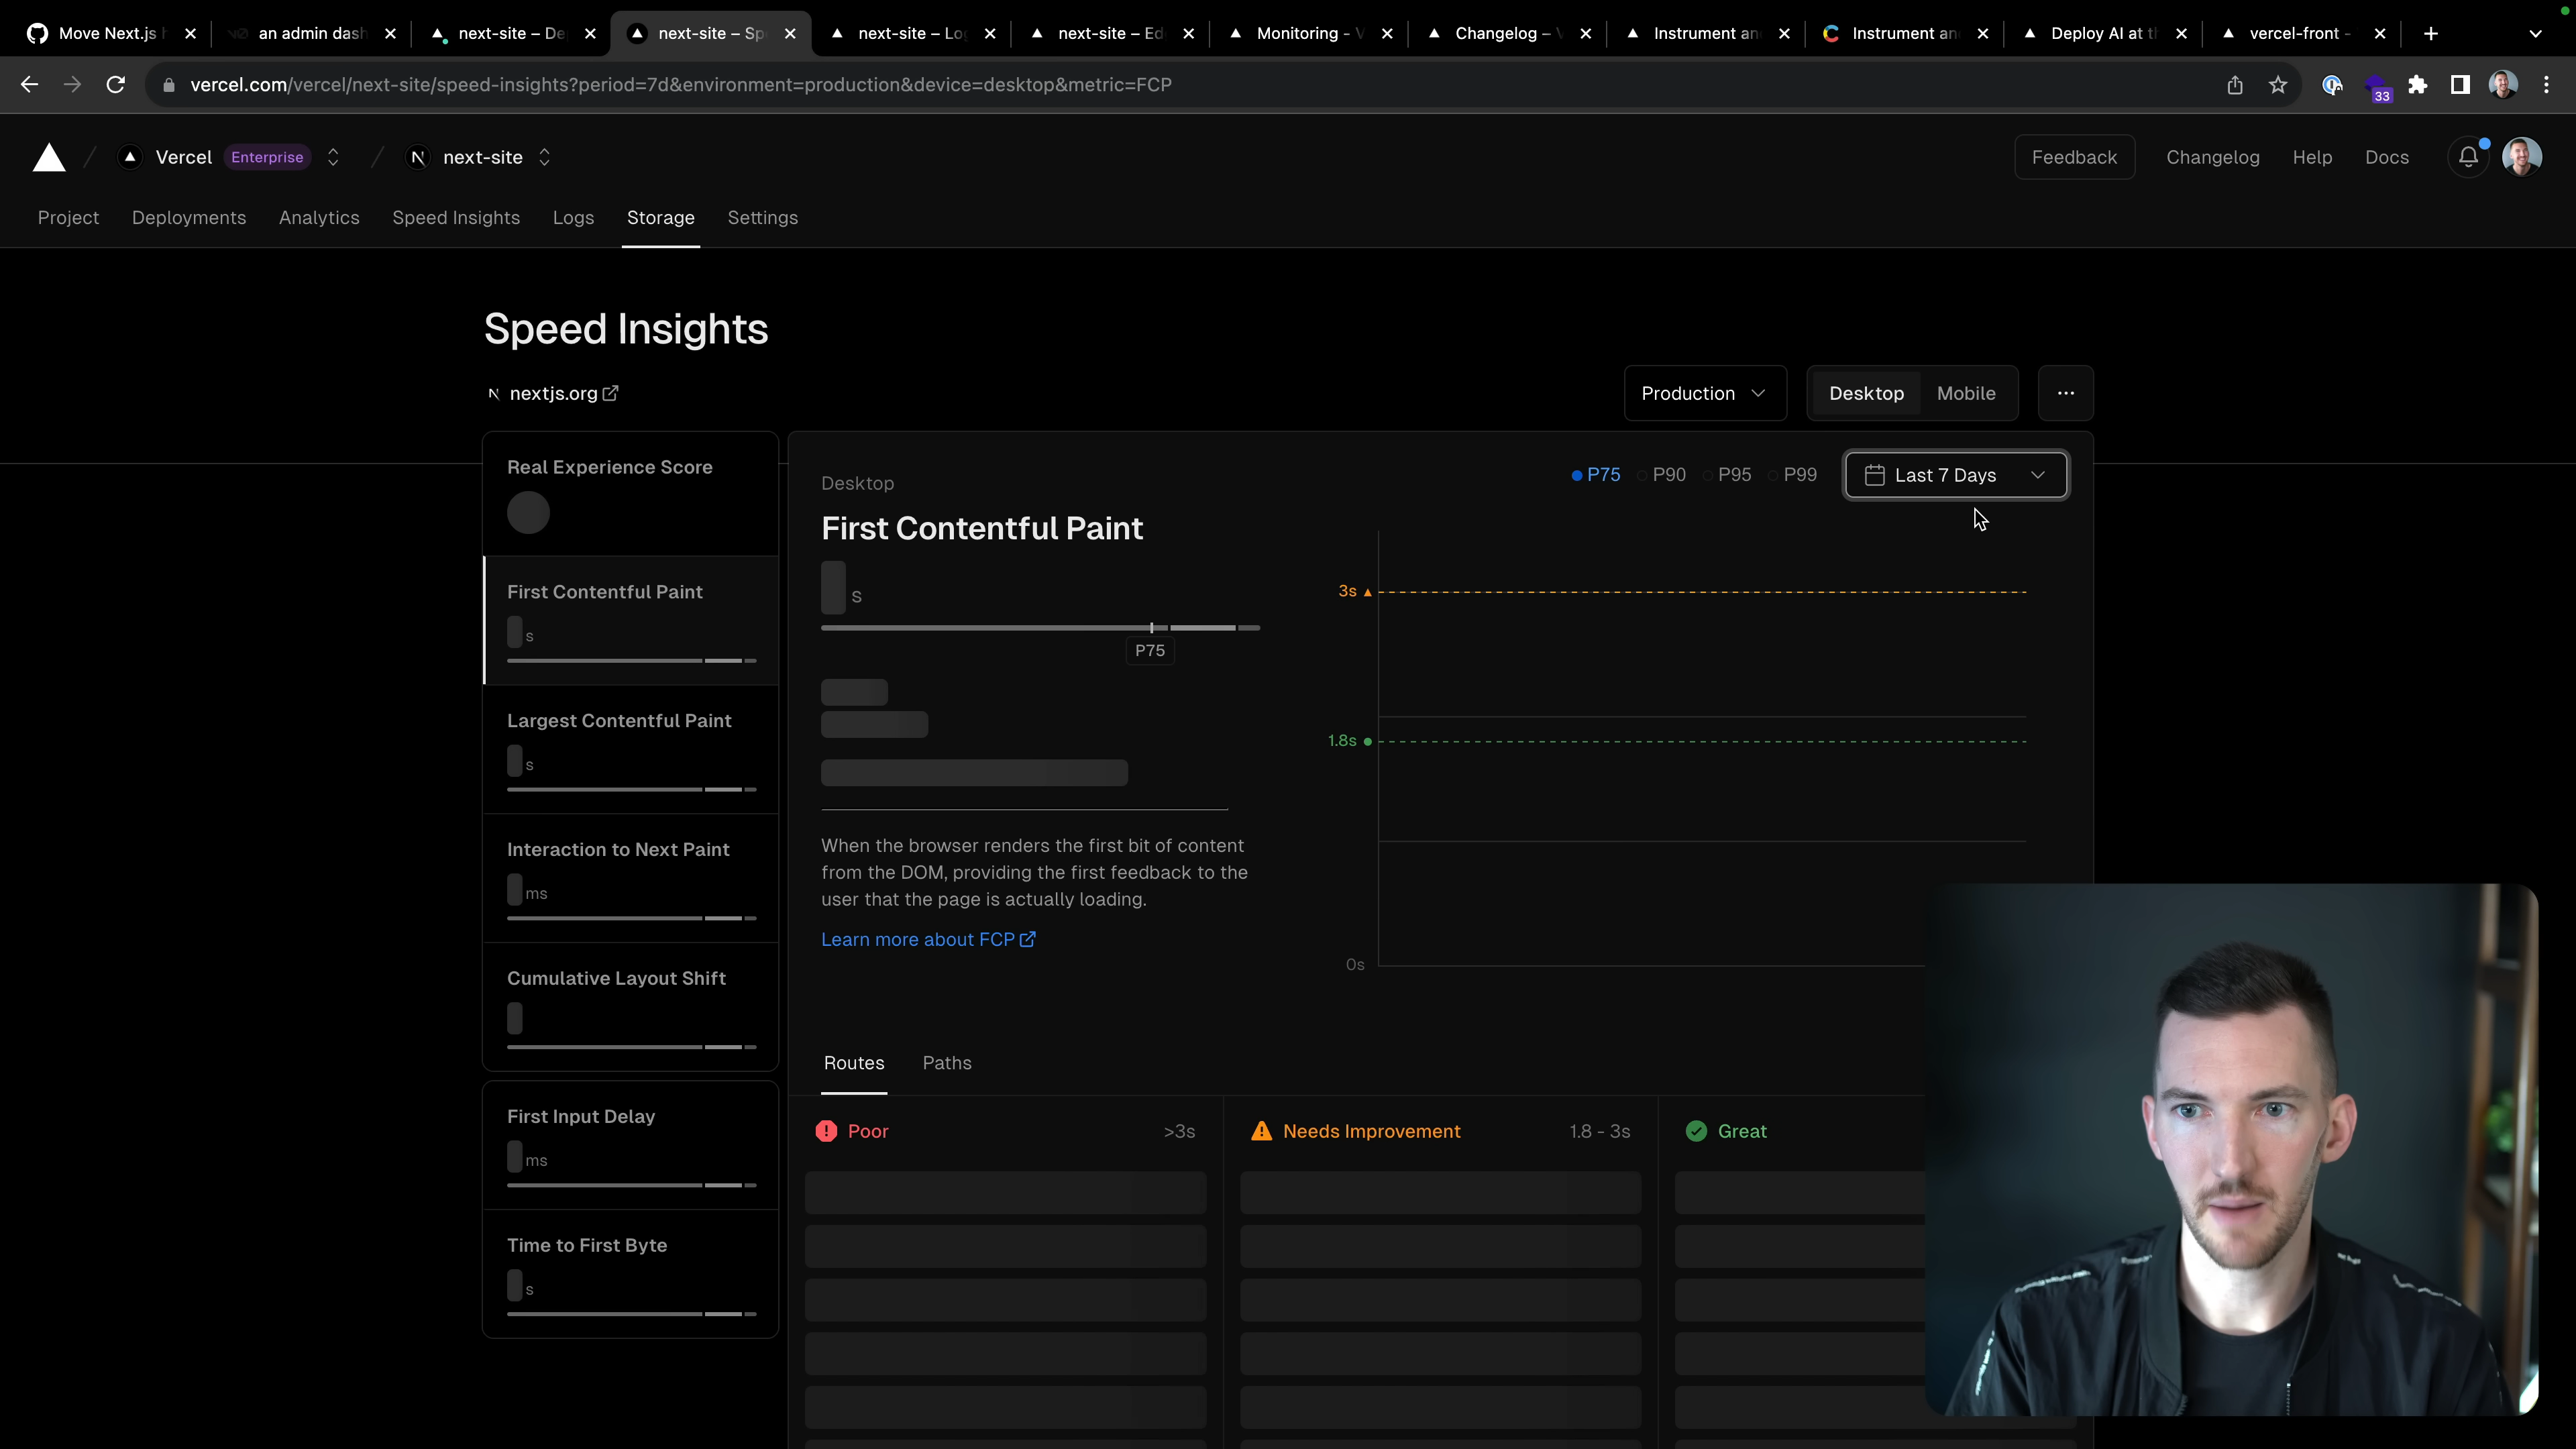 Move Next.js
an admin dash
next-site – De
next-site – Sp
next-site – Lo
next-site – Ed
Monitoring - V
Changelog – V
Instrument an
Instrument an
Deploy AI at th
vercel-front -
vercel.com/vercel/next-site/speed-insights?period=7d&environment=production&device=desktop&metric=FCP
33
Vercel Enterprise
next-site
Feedback
Changelog
Help
Docs
Project
Deployments
Analytics
Speed Insights
Logs
Storage
Settings
Speed Insights
nextjs.org
Production
Desktop
Mobile
Real Experience Score
First Contentful Paint
s
Largest Contentful Paint
s
Interaction to Next Paint
ms
Cumulative Layout Shift
First Input Delay
ms
Time to First Byte
s
Desktop
P75
P90
P95
P99
Last 7 Days
First Contentful Paint
s
P75
When the browser renders the first bit of content
from the DOM, providing the first feedback to the
user that the page is actually loading.
Learn more about FCP
3s
1.8s
0s
Routes
Paths
Poor
>3s
Needs Improvement
1.8 - 3s
Great